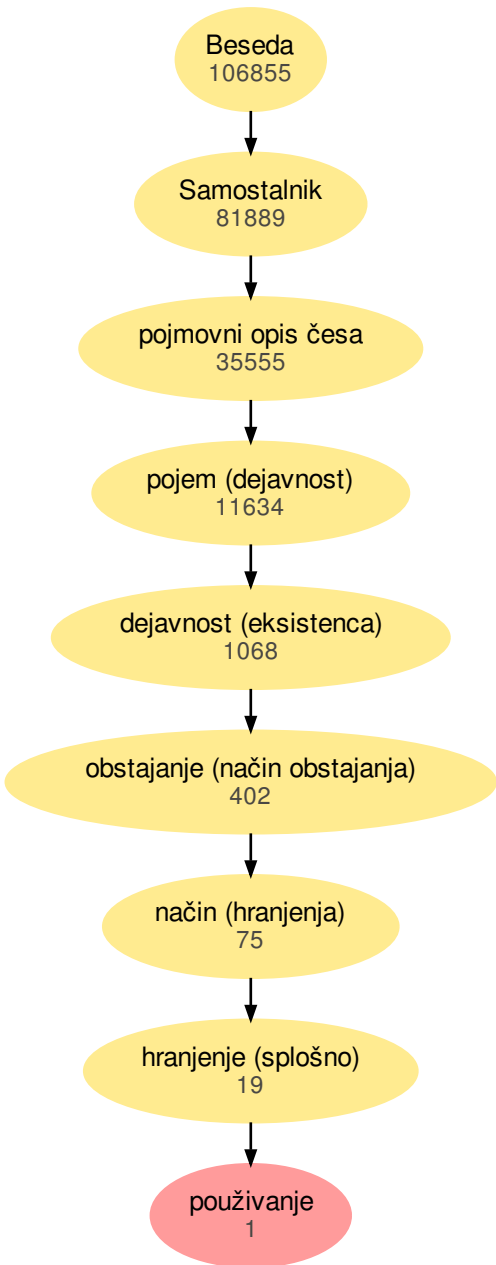 Beseda
106855
Samostalnik
81889
pojmovni opis česa
35555
pojem (dejavnost)
11634
dejavnost (eksistenca)
1068
obstajanje (način obstajanja)
402
način (hranjenja)
75
hranjenje (splošno)
19
použivanje
1